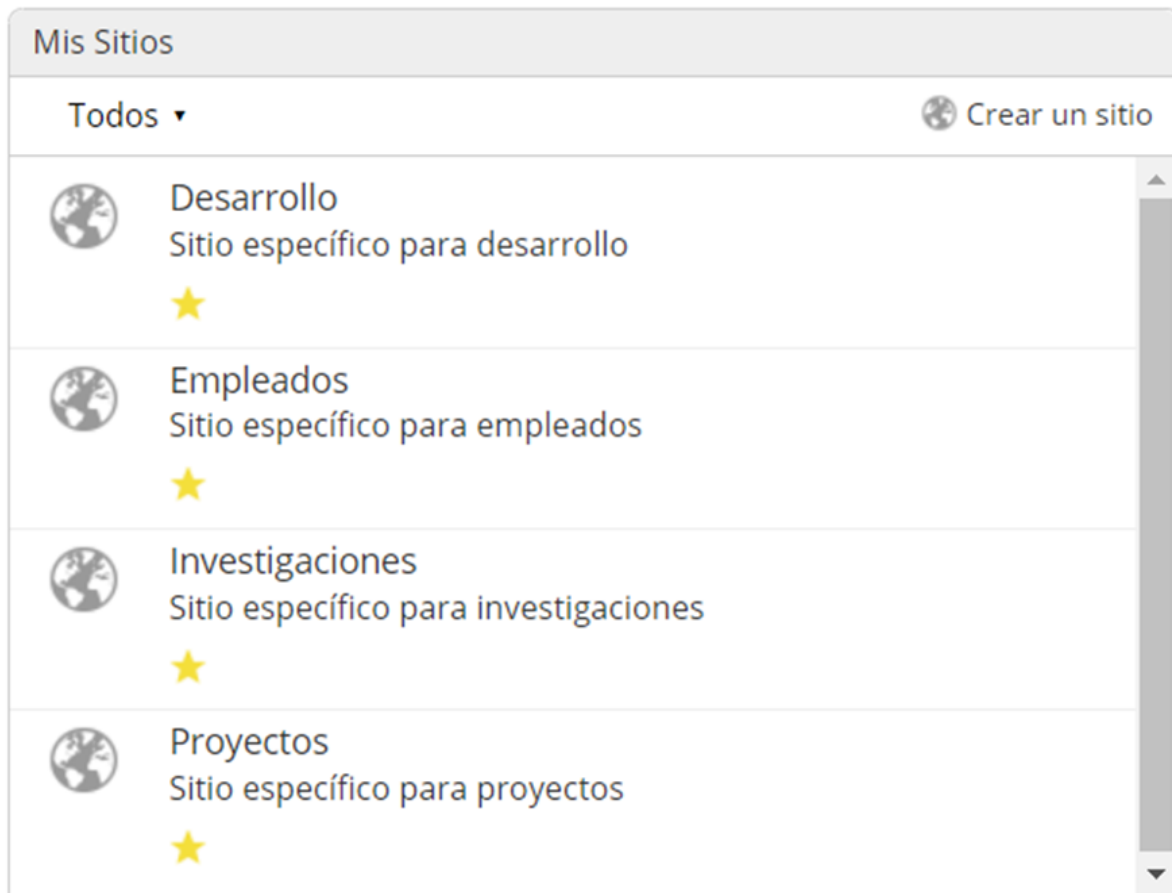 Mis Sitios
Todos
Crear un sitio
Desarrollo
Sitio específico para desarrollo
Empleados
Sitio específico para empleados
Investigaciones
Sitio específico para investigaciones
Proyectos
Sitio específico para proyectos